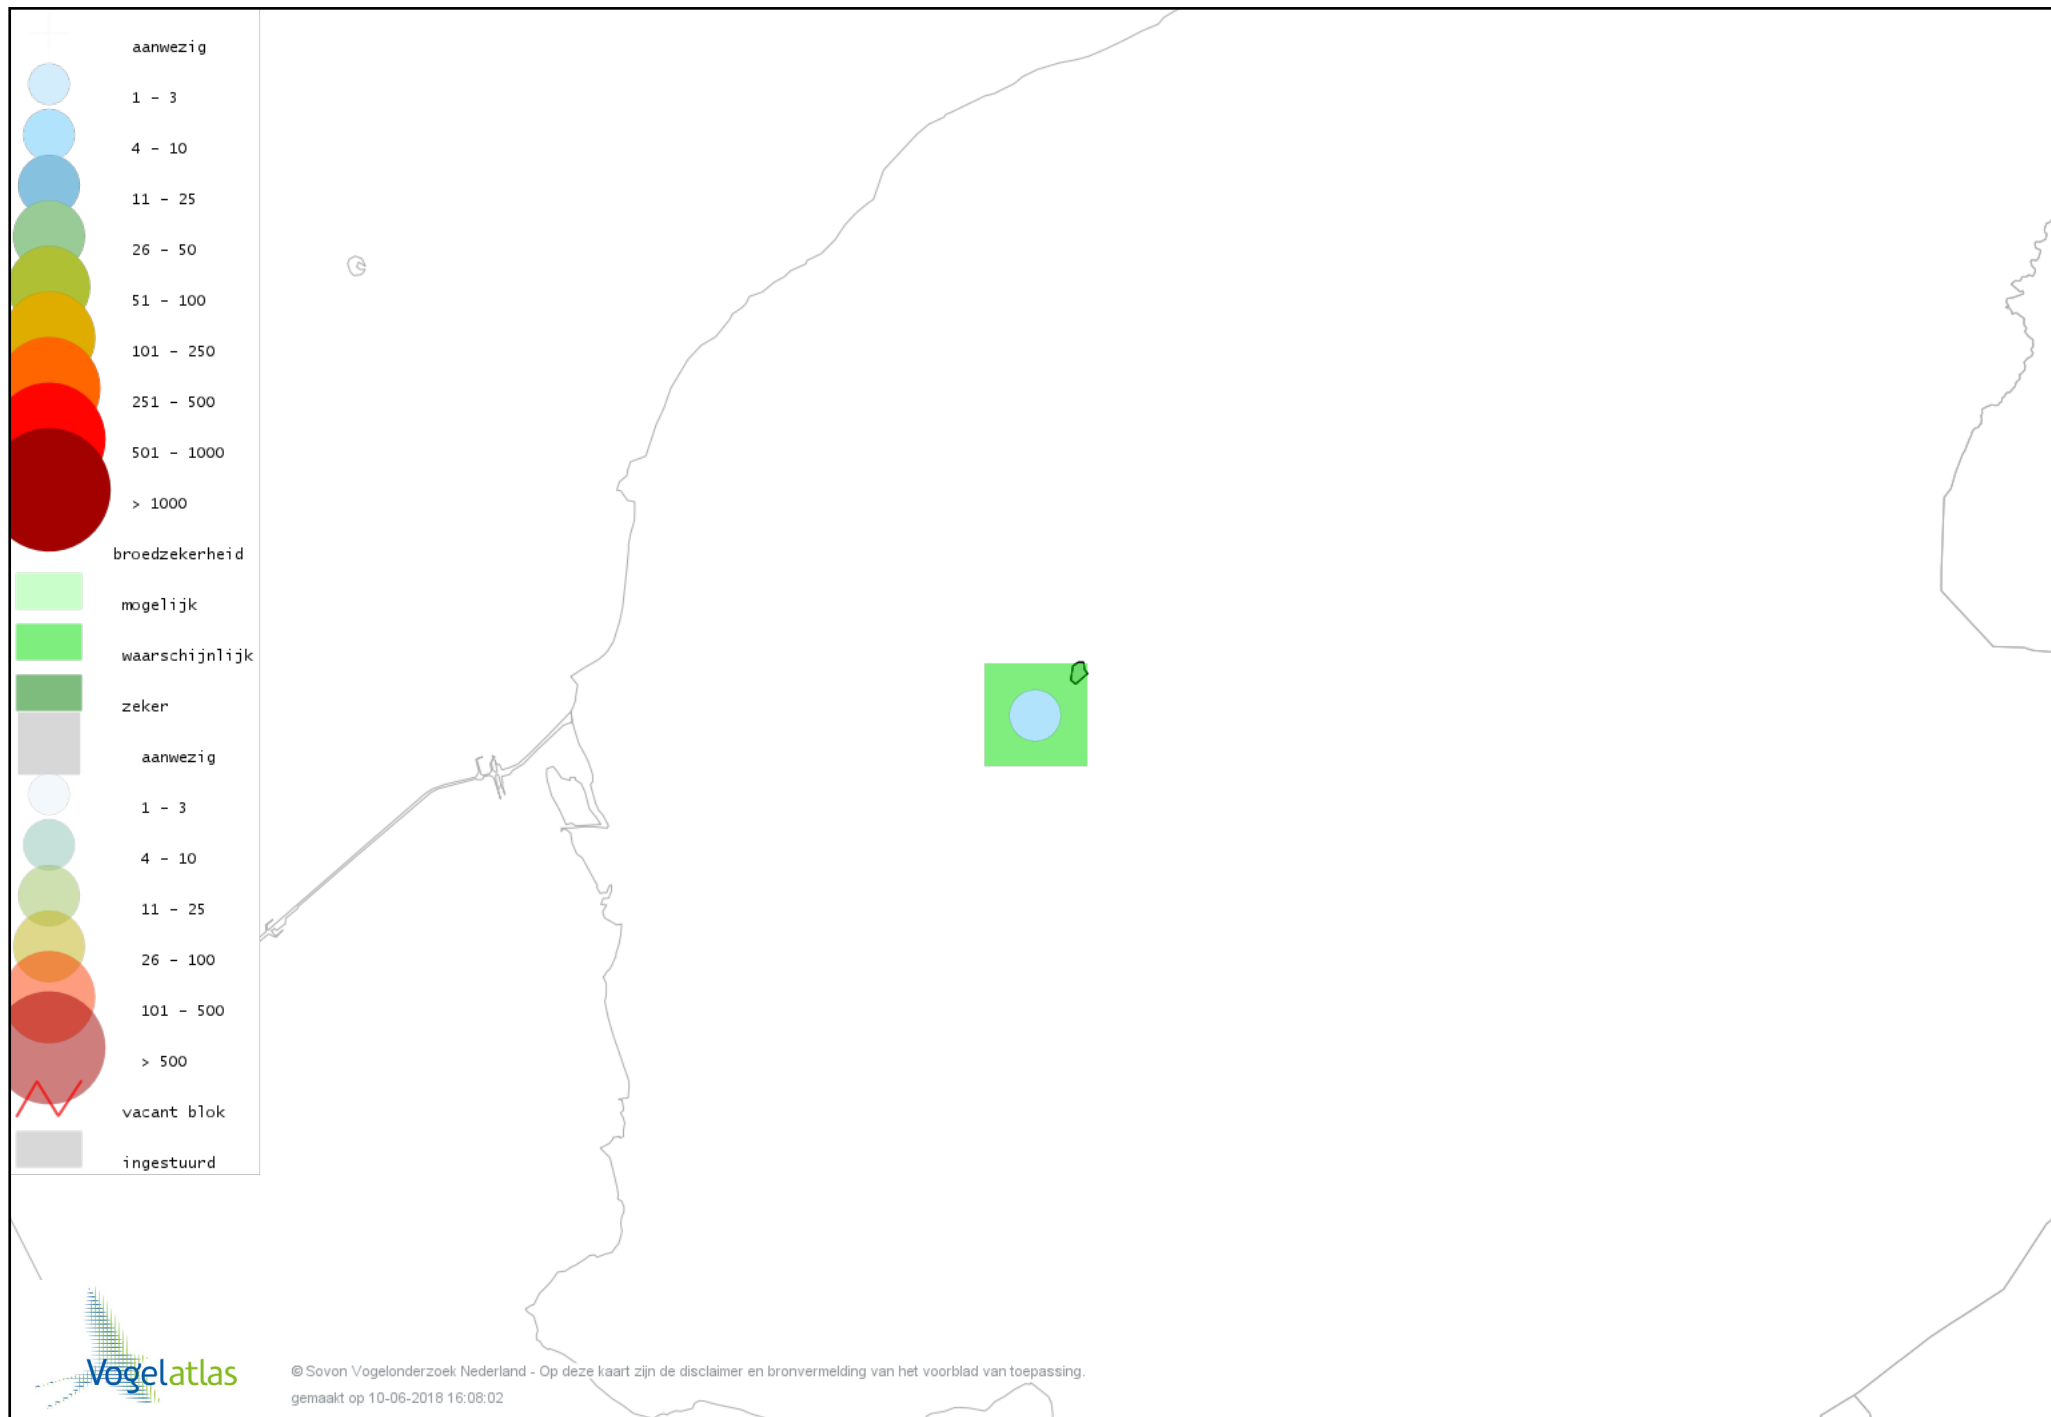 aanwezig
1 - 3
4 - 10
11 - 25
26 - 50
51 - 100
101 - 250
251 - 500
501 - 1000
> 1000
broedzekerheid
mogelijk
waarschijnlijk
zeker
aanwezig
1 - 3
4 - 10
11 - 25
26 - 100
101 - 500
> 500
vacant blok
ingestuurd
Vogelatlas
© Sovon Vogelonderzoek Nederland - Op deze kaart zijn de disclaimer en bronvermelding van het voorblad van toepassing.
gemaakt op 10-06-2018 16:08:02